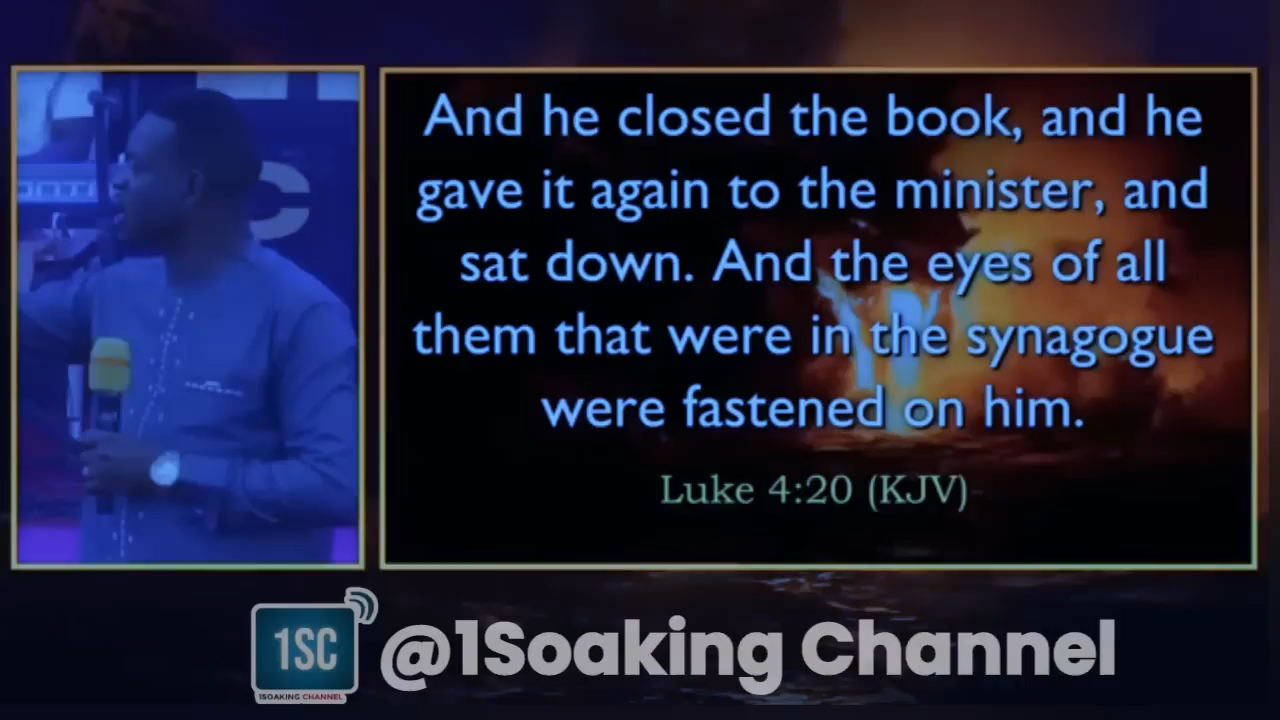 And he closed the book, and he
gave it again to the minister, and
sat down. And the eyes of all
them that were in the synagogue
were fastened on him.
Luke 4:20 (KJV)
1SC
1SOAKING CHANNEL
@1Soaking Channel